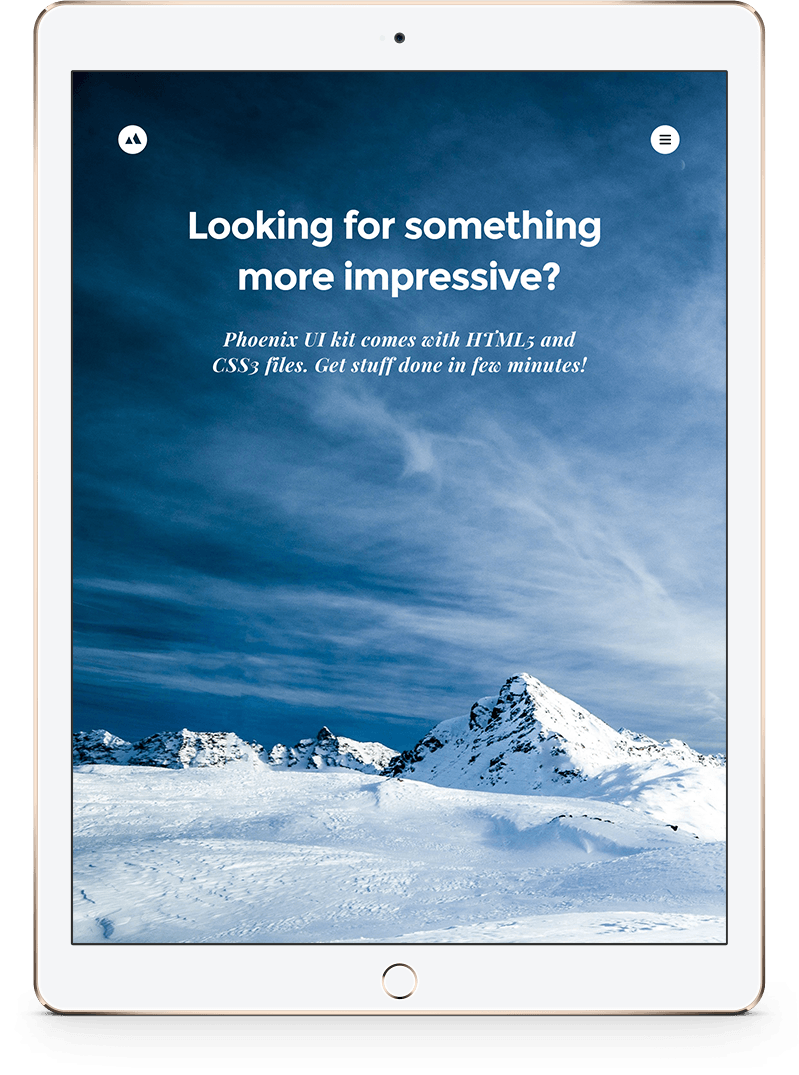 Looking for something
more impressive?
Phoenix UI kit comes with HTML5 and
CSS3 files. Get stuff done in few minutes!